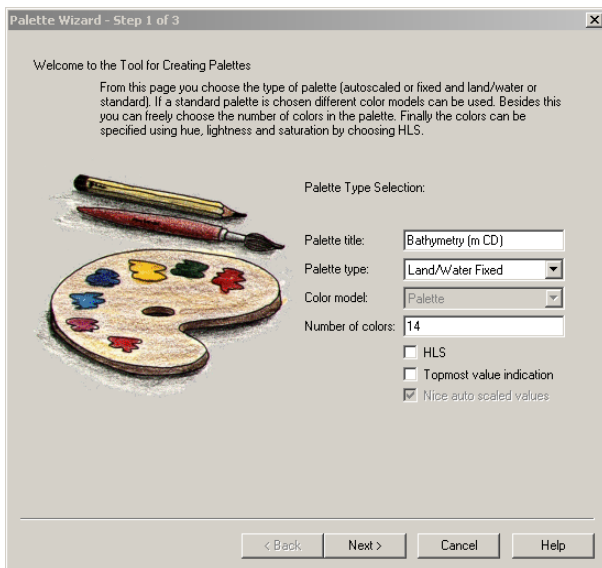 Palette Wizard - Step 1 of 3
Welcome to the Tool for Creating Palettes
From this page you choose the type of palette (autoscaled or fixed and land/water or
standard). If a standard palette is chosen different color models can be used. Besides this
you can freely choose the number of colors in the palette. Finally the colors can be
specified using hue, lightness and saturation by choosing HLS.
Palette Type Selection:
Palette title: Bathymetry (m CD)
Palette type: Land/Water Fixed
Color model: Palette
Number of colors: 14
HLS
Topmost value indication
Nice auto scaled values
< Back Next > Cancel Help